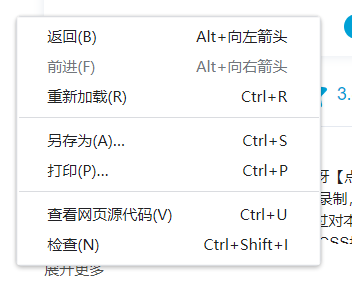 返回(B) Alt+向左箭头
前进(F) Alt+向右箭头
重新加载(R) Ctrl+R
3.
另存为(A)... Ctrl+S
打印(P)... Ctrl+P
【点
录制，
过对本
查看网页源代码(V) Ctrl+U
检查(N) Ctrl+Shift+I
展开更多